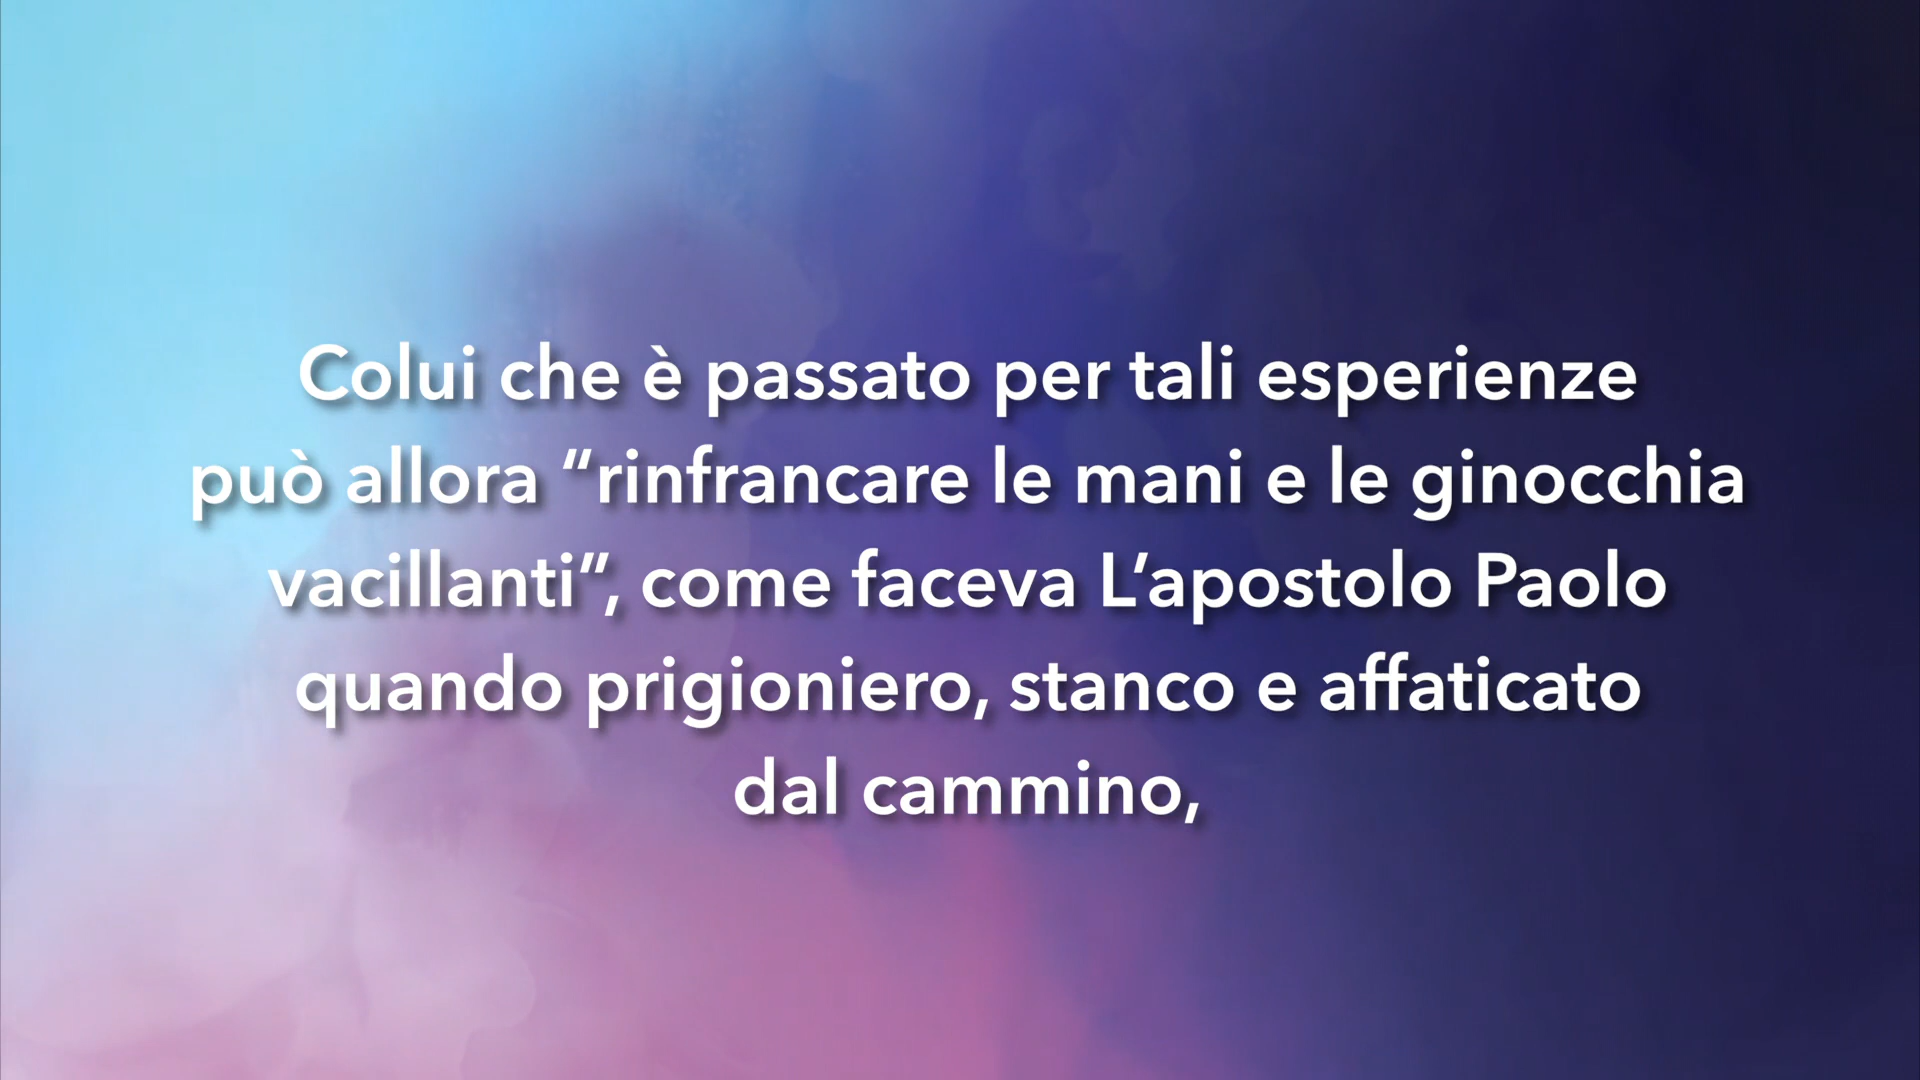 Colui che è passato per tali esperienze
può allora “rinfrancare le mani e le ginocchia
vacillanti”, come faceva L’apostolo Paolo
quando prigioniero, stanco e affaticato
dal cammino,